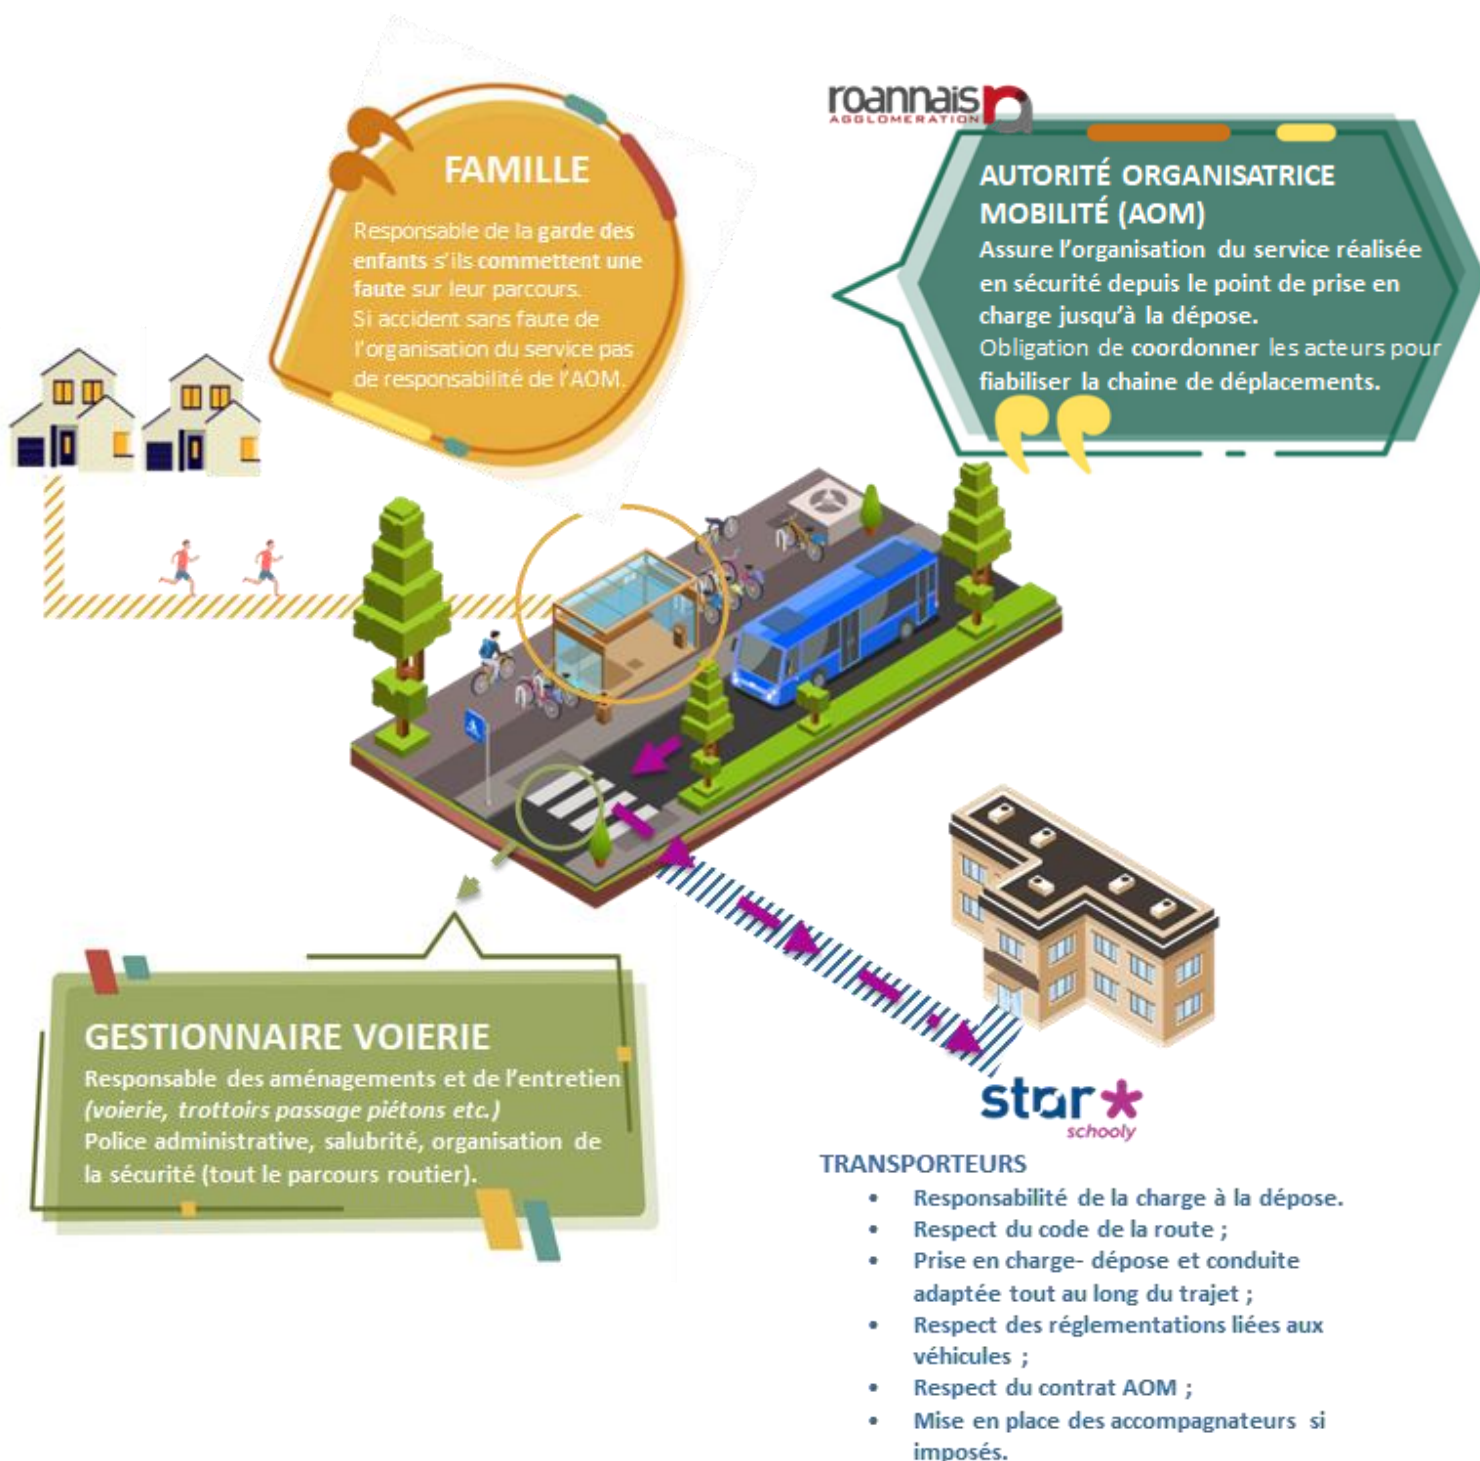 roannais
AGGLOMERATION
FAMILLE
Responsable de la garde des
enfants s'ils commettent une
faute sur leur parcours.
Si accident sans faute de
l'organisation du service pas
de responsabilité de l'AOM.
AUTORITÉ ORGANISATRICE
MOBILITÉ (AOM)
Assure l'organisation du service réalisée
en sécurité depuis le point de prise en
charge jusqu'à la dépose.
Obligation de coordonner les acteurs pour
fiabiliser la chaine de déplacements.
GESTIONNAIRE VOIERIE
Responsable des aménagements et de l'entretien
(voierie, trottoirs passage piétons etc.)
Police administrative, salubrité, organisation de
la sécurité (tout le parcours routier).
star
schooly
TRANSPORTEURS
• Responsabilité de la charge à la dépose.
• Respect du code de la route ;
• Prise en charge- dépose et conduite
adaptée tout au long du trajet ;
• Respect des réglementations liées aux
véhicules ;
• Respect du contrat AOM ;
• Mise en place des accompagnateurs si
imposés.